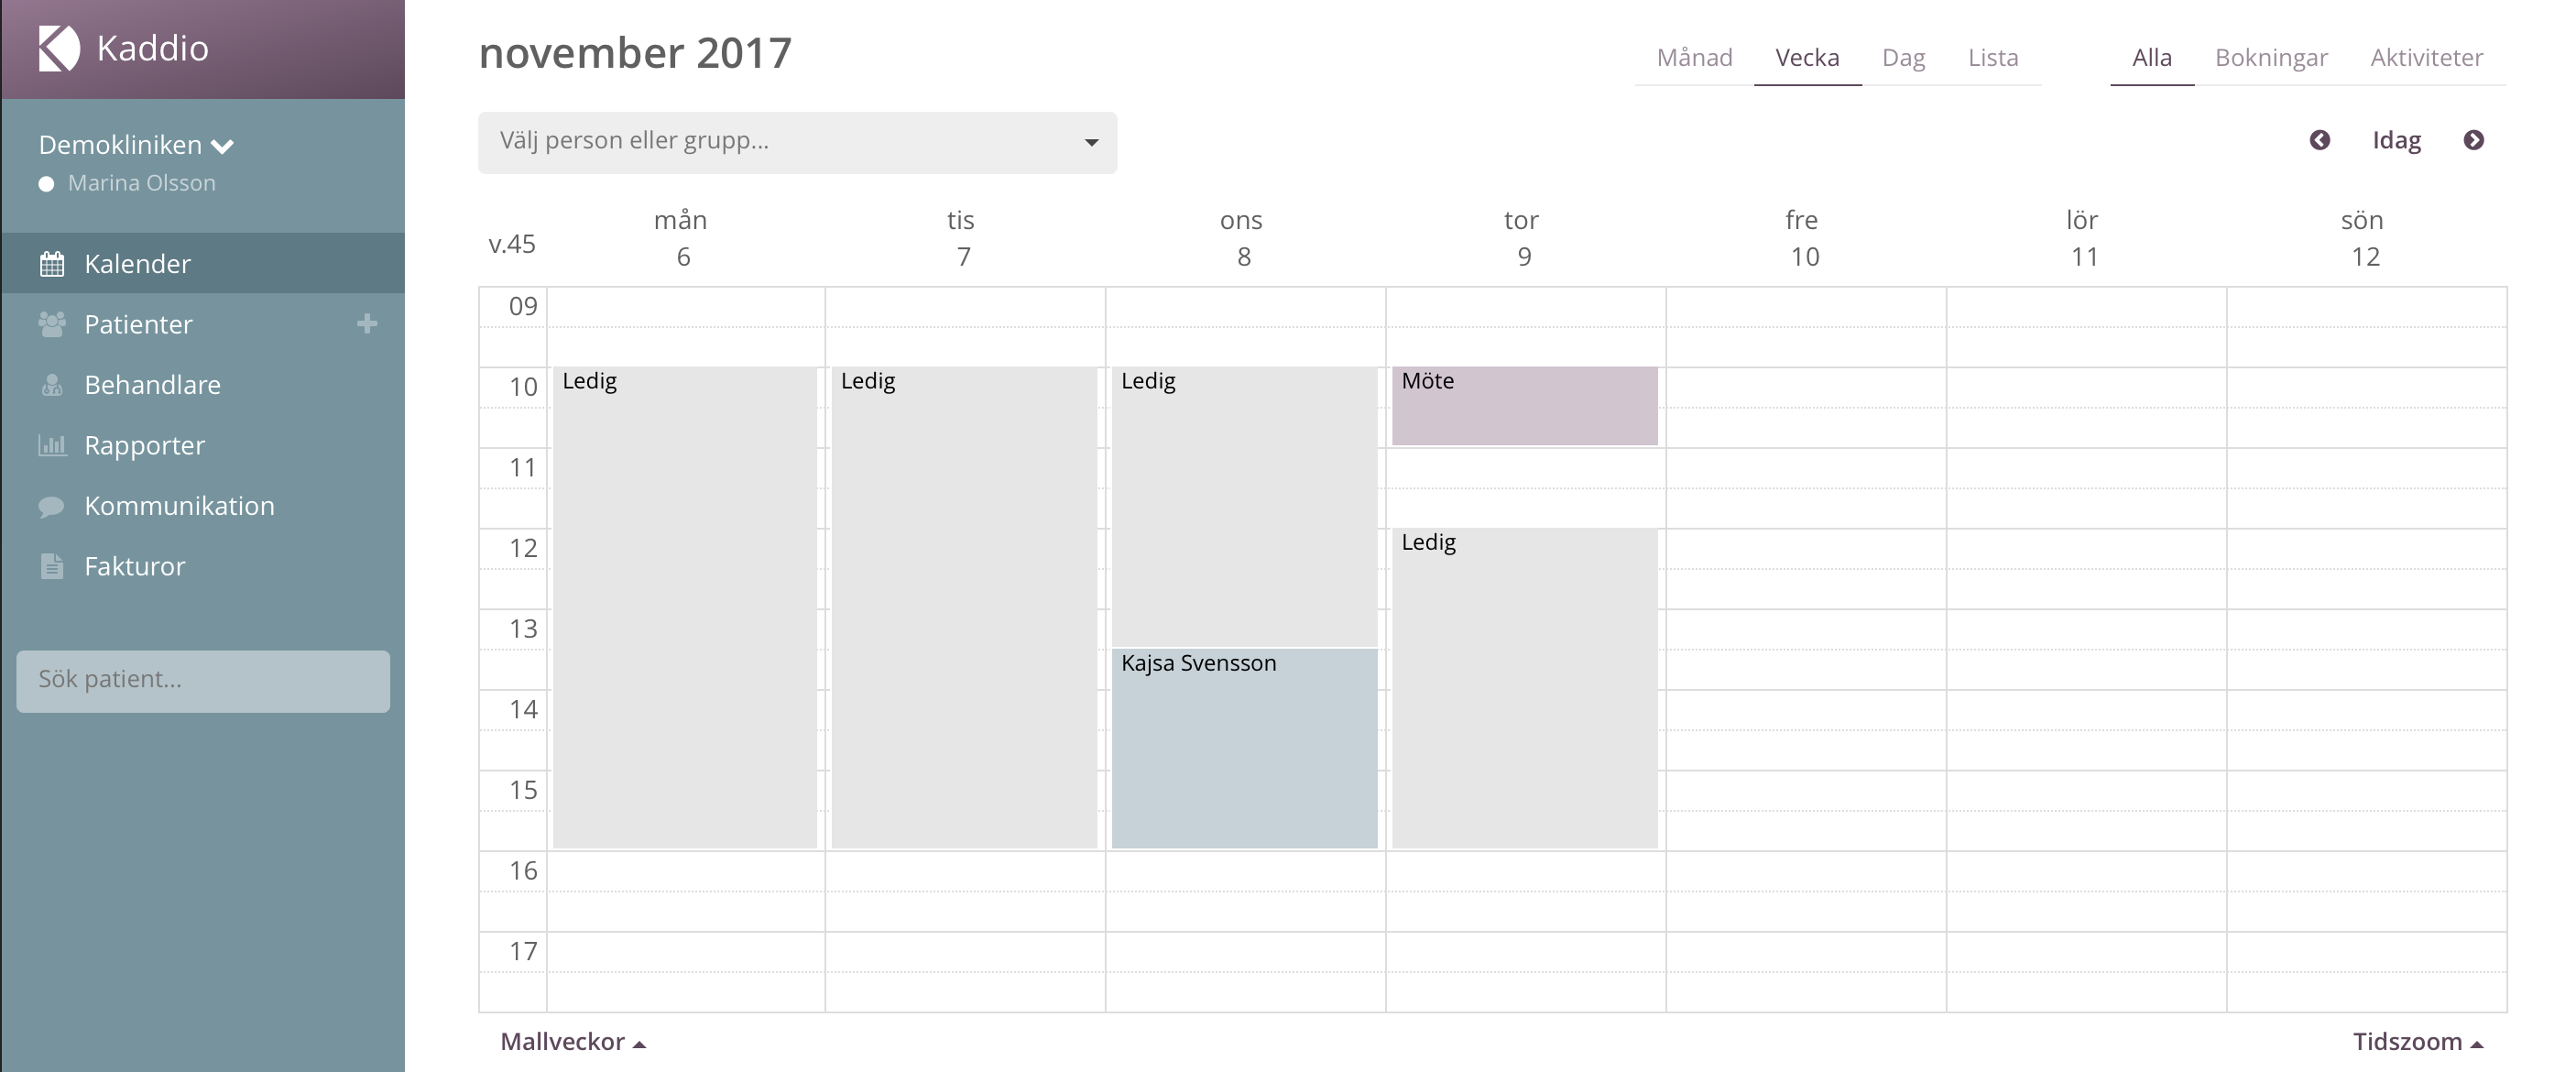 Kaddio
Demokliniken
Marina Olsson
Kalender
Patienter
Behandlare
Rapporter
Kommunikation
Fakturor
Sök patient...
november 2017
Månad Vecka Dag Lista Alla Bokningar Aktiviteter
Välj person eller grupp...
Idag
v.45
mån 6
tis 7
ons 8
tor 9
fre 10
lör 11
sön 12
09
10 Ledig Ledig Ledig Möte
11
12 Ledig
13
Kajsa Svensson
14
15
16
17
Mallveckor
Tidszoom